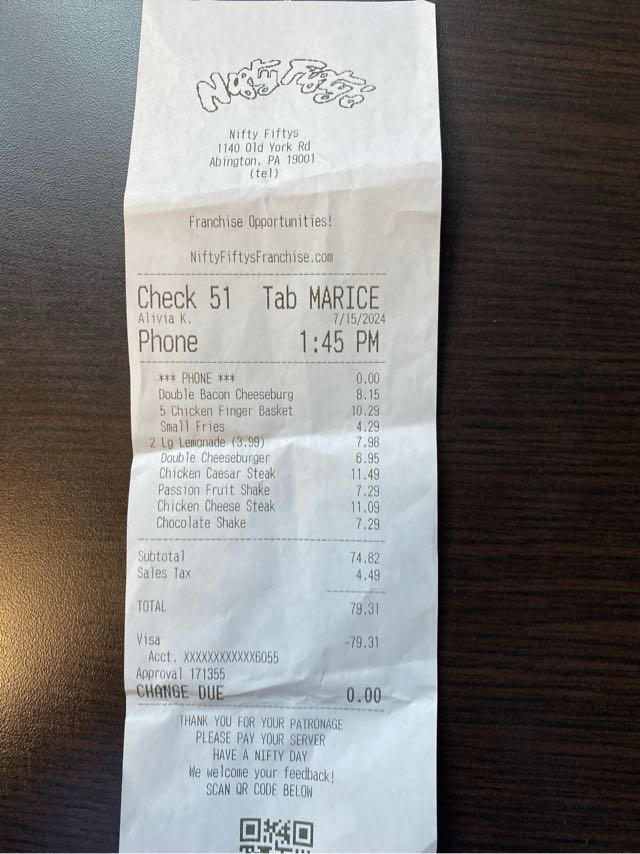 Nifty Fifty's
Nifty Fiftys
1140 Old York Rd
Abington, PA 19001
(tel)
Franchise Opportunities!
NiftyFiftysFranchise.com
Check 51 Tab MARICE
Alivia K. 7/15/2024
Phone 1:45 PM
*** PHONE *** 0.00
Double Bacon Cheeseburg 8.15
5 Chicken Finger Basket 10.29
Small Fries 4.29
2 Lg Lemonade (3.99) 7.98
Double Cheeseburger 6.95
Chicken Caesar Steak 11.49
Passion Fruit Shake 7.29
Chicken Cheese Steak 11.09
Chocolate Shake 7.29
Subtotal 74.82
Sales Tax 4.49
TOTAL 79.31
Visa -79.31
Acct. XXXXXXXXXXXX6055
Approval 171355
CHANGE DUE 0.00
THANK YOU FOR YOUR PATRONAGE
PLEASE PAY YOUR SERVER
HAVE A NIFTY DAY
We welcome your feedback!
SCAN QR CODE BELOW